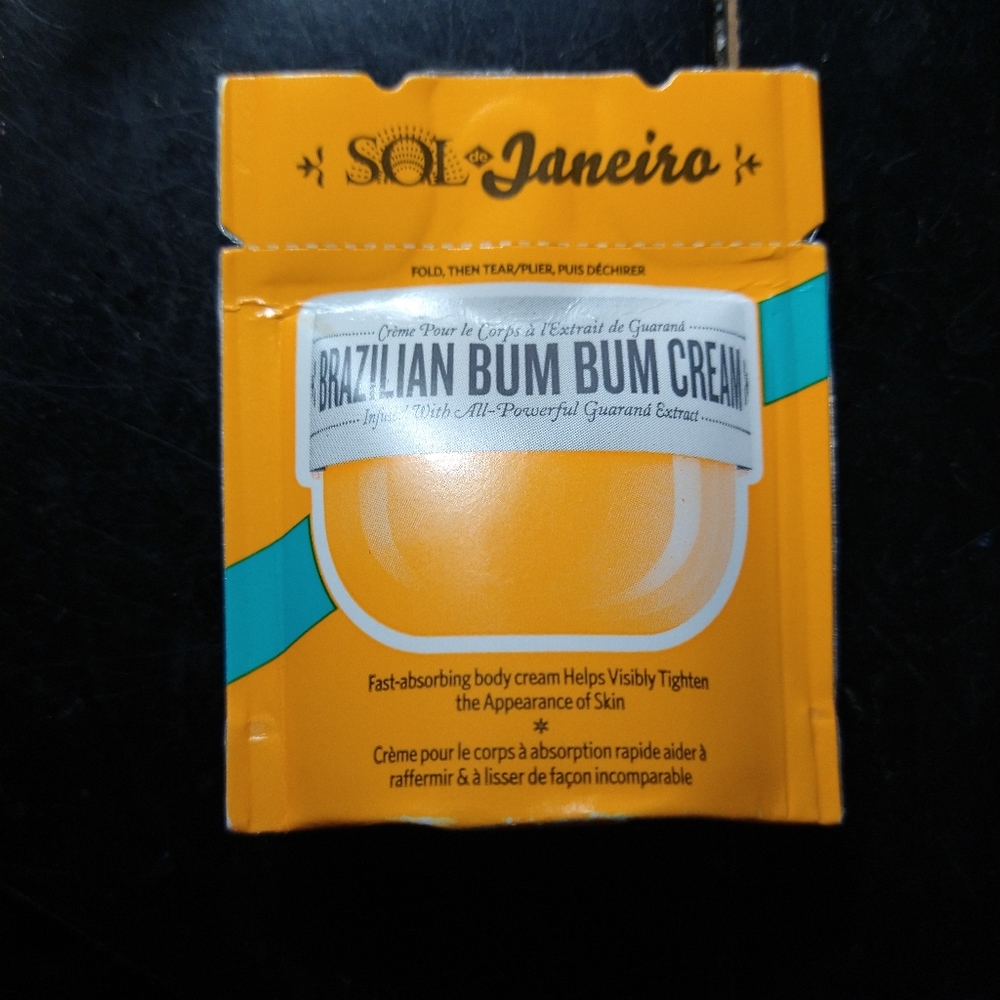 SOL de Janeiro
FOLD, THEN TEAR/PLIER, PUIS DÉCHIRER
Crème Pour le Corps à l'Extrait de Guaraná
BRAZILIAN BUM BUM CREAM
Infused With All-Powerful Guaraná Extract
Fast-absorbing body cream Helps Visibly Tighten
the Appearance of Skin
Crème pour le corps à absorption rapide aider à
raffermir & à lisser de façon incomparable